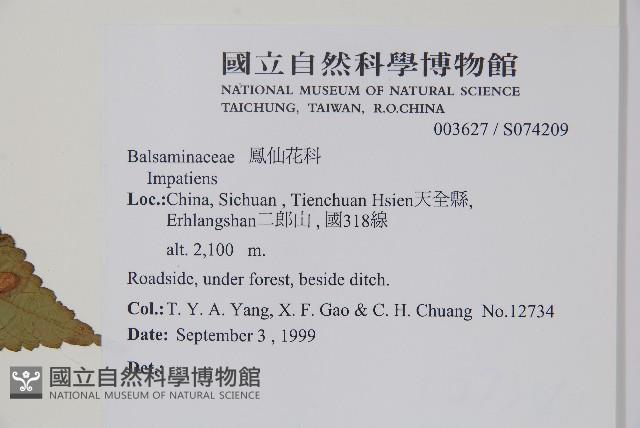 國立自然科學博物館
NATIONAL MUSEUM OF NATURAL SCIENCE
TAICHUNG, TAIWAN, R.O.CHINA
003627 / S074209
Balsaminaceae 鳳仙花科
Impatiens
Loc.:China, Sichuan , Tienchuan Hsien天全縣,
Erhlangshan二郎山 , 國318線
alt. 2,100 m.
Roadside, under forest, beside ditch.
Col.: T. Y. A. Yang, X. F. Gao & C. H. Chuang No.12734
Date: September 3 , 1999
Det.:
國立自然科學博物館
NATIONAL MUSEUM OF NATURAL SCIENCE